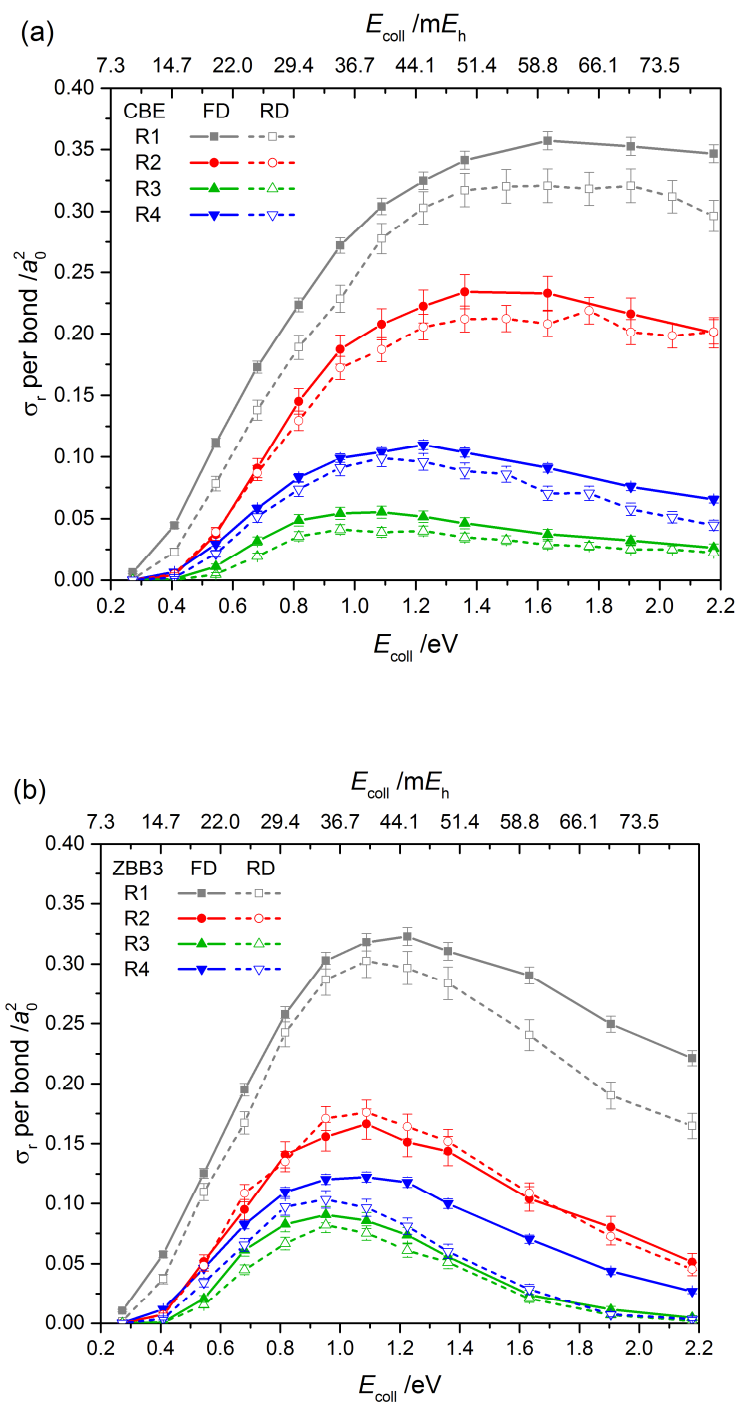 (a)
E_coll /mE_h
7.3 14.7 22.0 29.4 36.7 44.1 51.4 58.8 66.1 73.5
0.40
0.35
0.30
0.25
0.20
0.15
0.10
0.05
0.00
σ_r per bond /a_0^2
CBE FD RD
R1
R2
R3
R4
0.2 0.4 0.6 0.8 1.0 1.2 1.4 1.6 1.8 2.0 2.2
E_coll /eV
(b)
E_coll /mE_h
7.3 14.7 22.0 29.4 36.7 44.1 51.4 58.8 66.1 73.5
0.40
0.35
0.30
0.25
0.20
0.15
0.10
0.05
0.00
σ_r per bond /a_0^2
ZBB3 FD RD
R1
R2
R3
R4
0.2 0.4 0.6 0.8 1.0 1.2 1.4 1.6 1.8 2.0 2.2
E_coll /eV